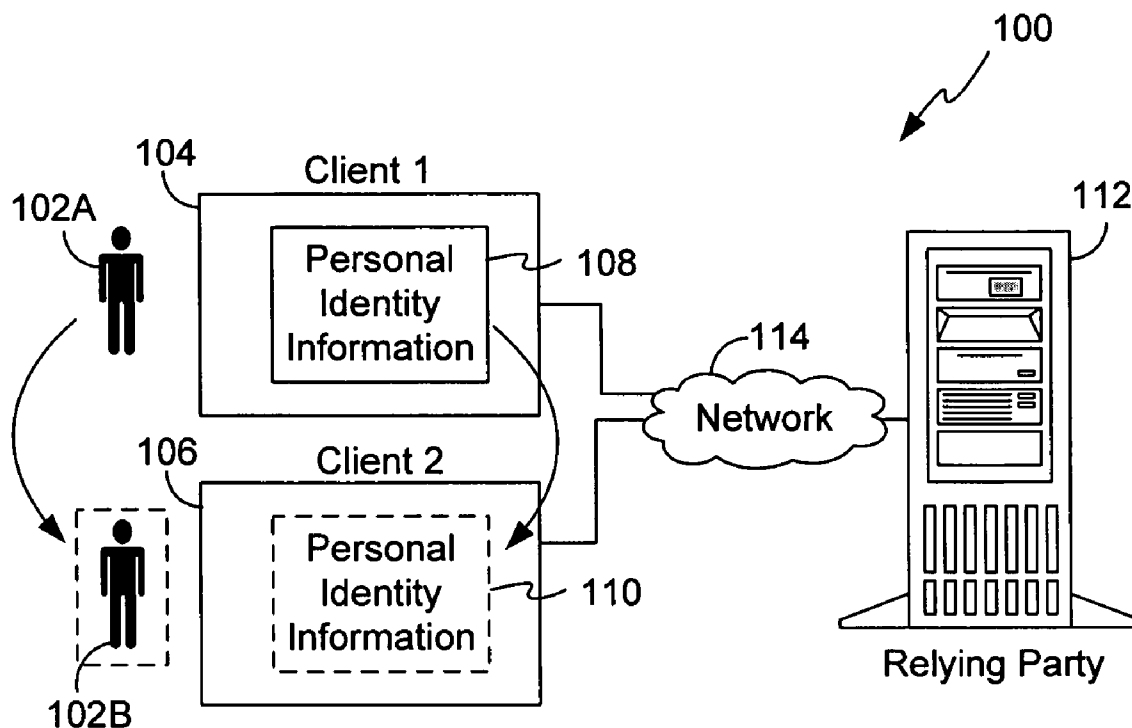 100
104
Client 1
112
102A
Personal
Identity
Information
108
114
Network
106
Client 2
Personal
Identity
Information
110
102B
Relying Party